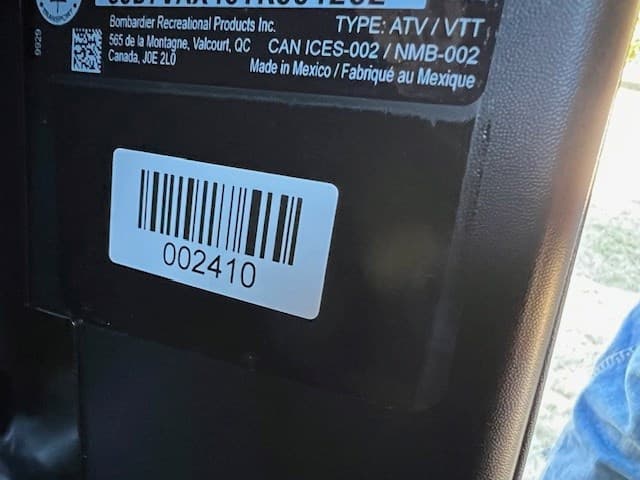 Bombardier Recreational Products Inc.
565 de la Montagne, Valcourt, QC
Canada, J0E 2L0
TYPE: ATV / VTT
CAN ICES-002 / NMB-002
Made in Mexico / Fabriqué au Mexique
002410